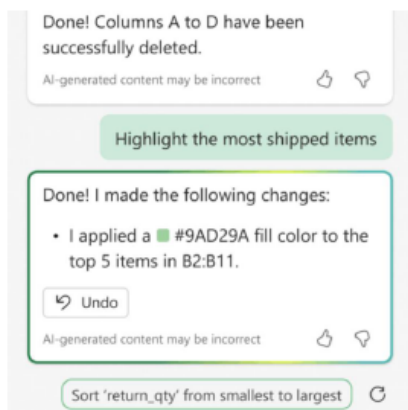 Done! Columns A to D have been
successfully deleted.
AI-generated content may be incorrect
Highlight the most shipped items
Done! I made the following changes:
• I applied a #9AD29A fill color to the
top 5 items in B2:B11.
Undo
AI-generated content may be incorrect
Sort 'return_qty' from smallest to largest